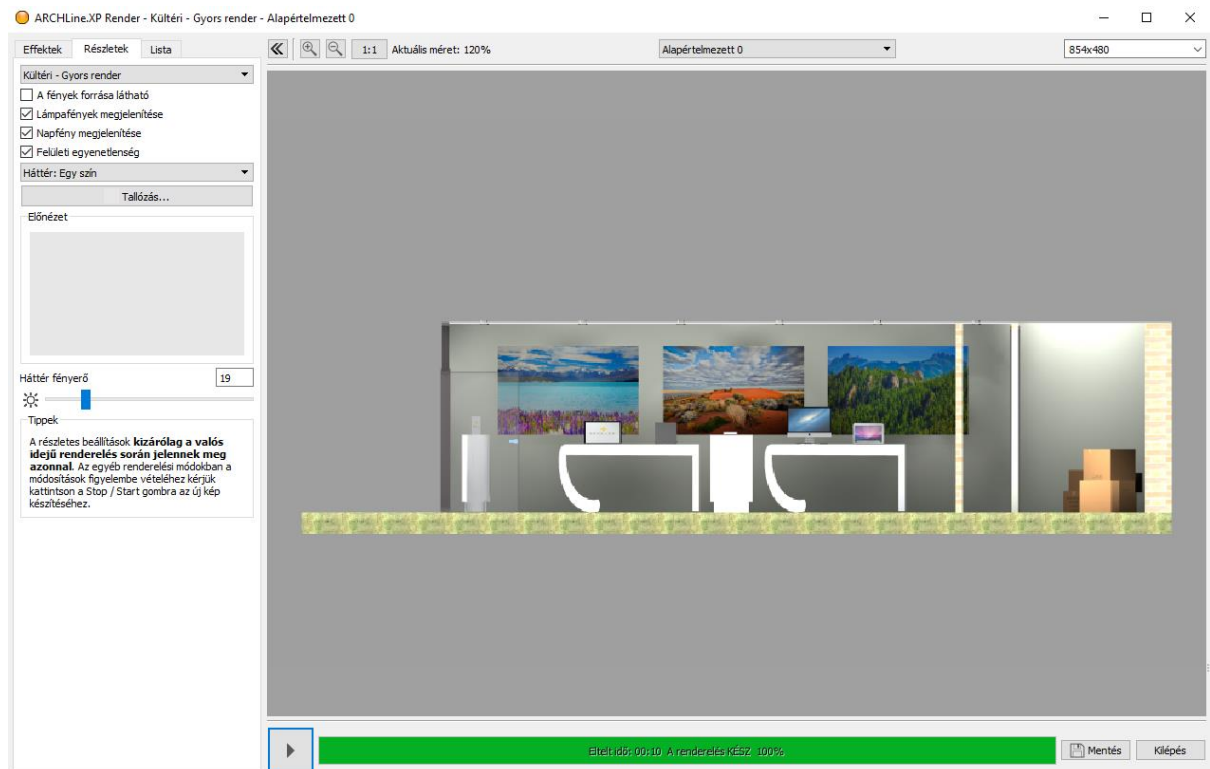 ARCHLine.XP Render - Kültéri - Gyors render - Alapértelmezett 0
Effektek Részletek Lista
1:1 Aktuális méret: 120%
Alapértelmezett 0
854x480
Kültéri - Gyors render
A fények forrása látható
Lámpafények megjelenítése
Napfény megjelenítése
Felületi egyenetlenség
Háttér: Egy szín
Tallózás...
Előnézet
Háttér fényerő 19
Tippek
A részletes beállítások kizárólag a valós
idejű renderelés során jelennek meg
azonnal. Az egyéb renderelési módokban a
módosítások figyelembe vételéhez kérjük
kattintson a Stop / Start gombra az új kép
készítéséhez.
Eltelt idő: 00:10 A renderelés KÉSZ 100%
Mentés Kilépés